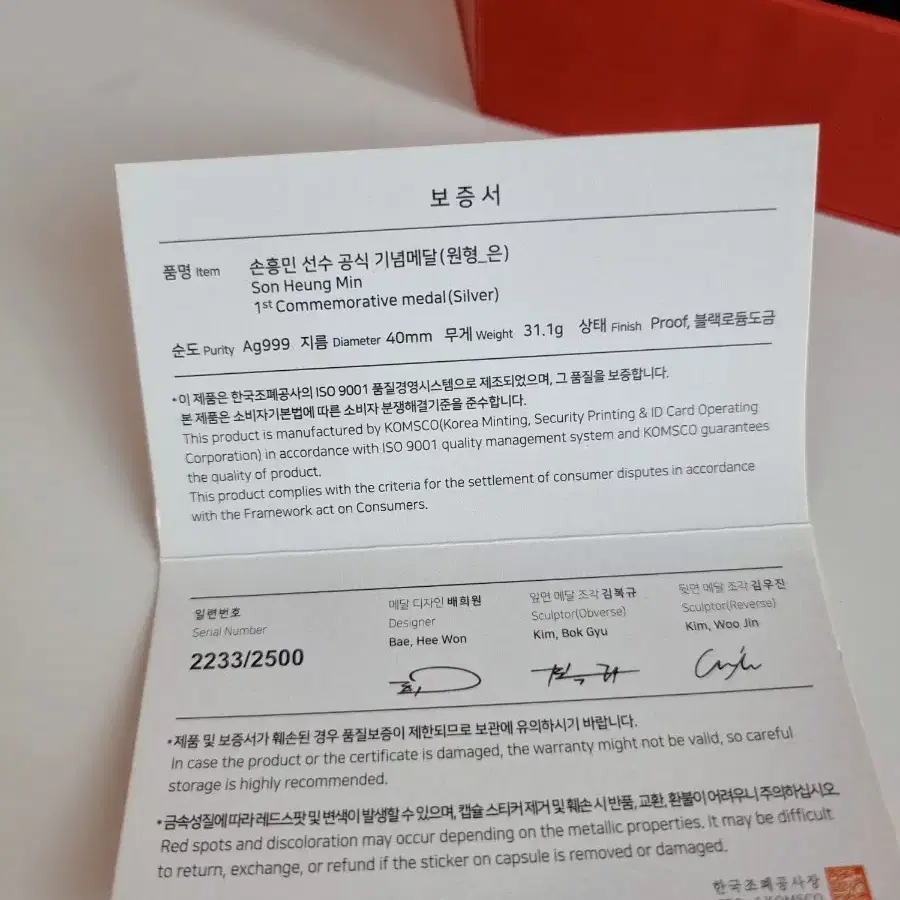 보증서
품명 Item 손흥민 선수 공식 기념메달(원형_은)
Son Heung Min
1st Commemorative medal(Silver)
순도 Purity Ag999 지름 Diameter 40mm 무게 Weight 31.1g 상태 Finish Proof, 블랙로듐도금
•이 제품은 한국조폐공사의 ISO 9001 품질경영시스템으로 제조되었으며, 그 품질을 보증합니다.
본 제품은 소비자기본법에 따른 소비자 분쟁해결기준을 준수합니다.
This product is manufactured by KOMSCO(Korea Minting, Security Printing & ID Card Operating
Corporation) in accordance with ISO 9001 quality management system and KOMSCO guarantees
the quality of product.
This product complies with the criteria for the settlement of consumer disputes in accordance
with the Framework act on Consumers.
일련번호 메달 디자인 배희원 앞면 메달 조각 김복규 뒷면 메달 조각 김우진
Serial Number Designer Sculptor(Obverse) Sculptor(Reverse)
2233/2500 Bae, Hee Won Kim, Bok Gyu Kim, Woo Jin
•제품 및 보증서가 훼손된 경우 품질보증이 제한되므로 보관에 유의하시기 바랍니다.
In case the product or the certificate is damaged, the warranty might not be valid, so careful
storage is highly recommended.
•금속성질에 따라 레드스팟 및 변색이 발생할 수 있으며, 캡슐 스티커 제거 및 훼손 시 반품, 교환, 환불이 어려우니 주의하십시오.
Red spots and discoloration may occur depending on the metallic properties. It may be difficult
to return, exchange, or refund if the sticker on capsule is removed or damaged.
한국조폐공사장